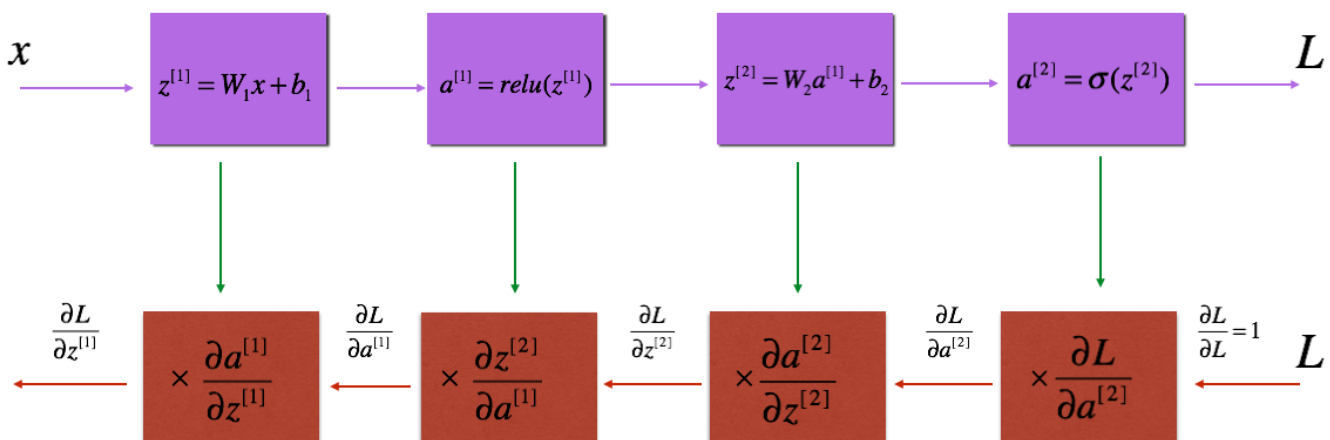 x
z^[1] = W_1 x + b_1
a^[1] = relu(z^[1])
z^[2] = W_2 a^[1] + b_2
a^[2] = σ(z^[2])
L
∂L/∂z^[1]
× ∂a^[1]/∂z^[1]
∂L/∂a^[1]
× ∂z^[2]/∂a^[1]
∂L/∂z^[2]
× ∂a^[2]/∂z^[2]
∂L/∂a^[2]
× ∂L/∂a^[2]
∂L/∂L = 1
L